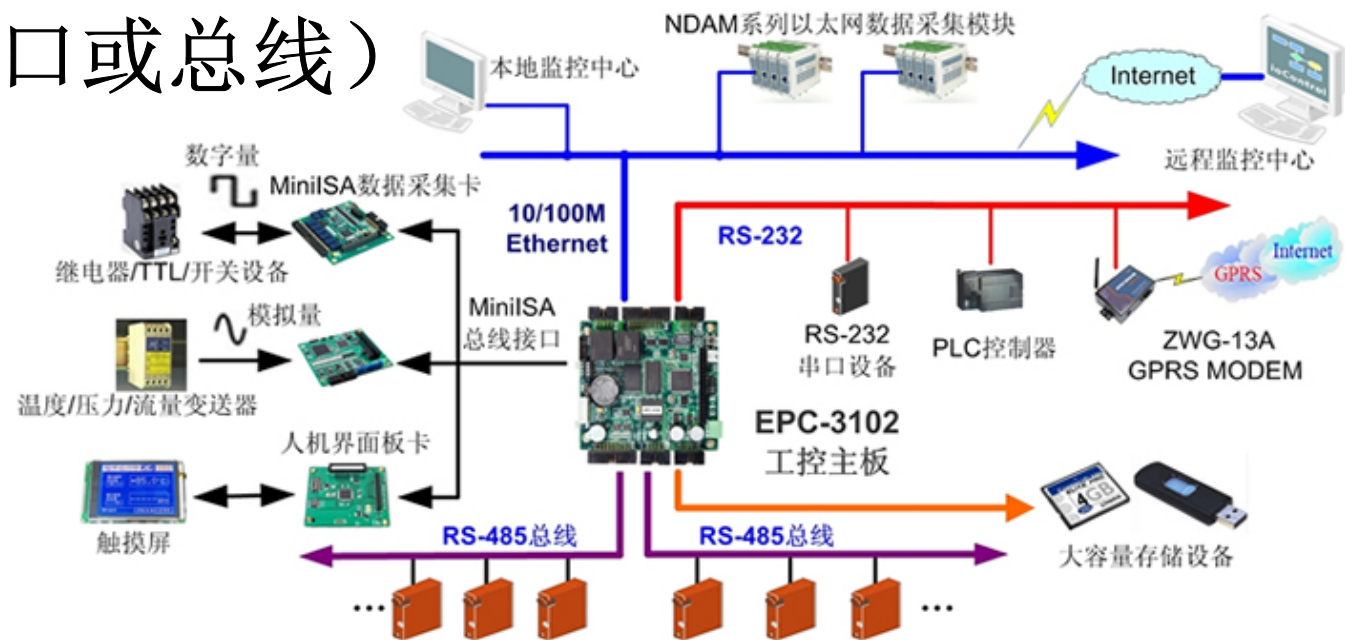 口或总线）
NDAM系列以太网数据采集模块
本地监控中心
Internet
ioControl
远程监控中心
数字量
MiniISA数据采集卡
10/100M
Ethernet
RS-232
继电器/TTL/开关设备
GPRS
Internet
MiniISA
总线接口
模拟量
RS-232
串口设备
PLC控制器
ZWG-13A
GPRS MODEM
温度/压力/流量变送器
EPC-3102
工控主板
人机界面板卡
4GB
触摸屏
RS-485总线
RS-485总线
大容量存储设备
...
...